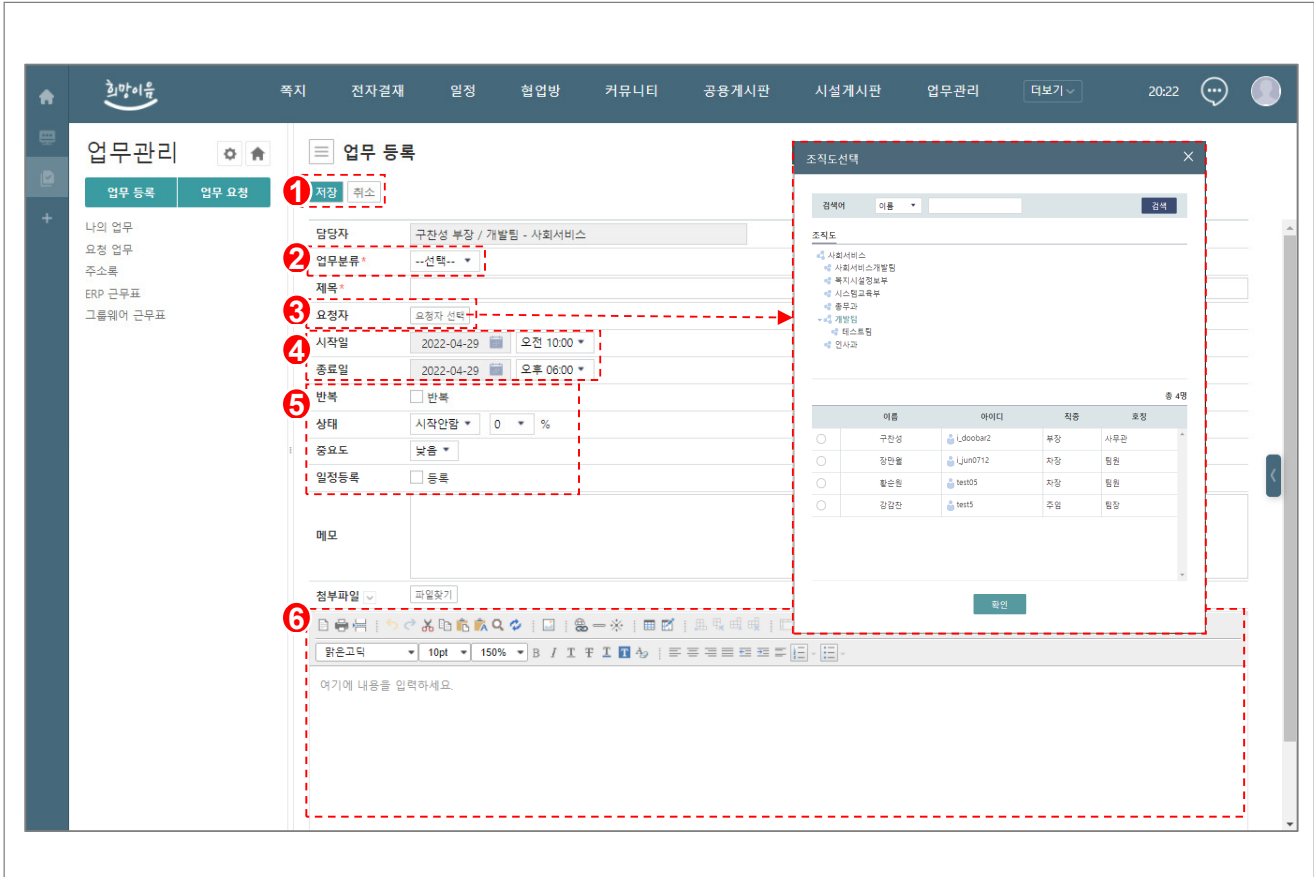 희망이음
쪽지 전자결재 일정 협업방 커뮤니티 공용게시판 시설게시판 업무관리 더보기 20:22
업무관리
업무 등록 업무 요청
나의 업무
요청 업무
주소록
ERP 근무표
그룹웨어 근무표
업무 등록
1 저장 취소
담당자 구찬성 부장 / 개발팀 - 사회서비스
2 업무분류* --선택--
제목*
3 요청자 요청자 선택
4 시작일 2022-04-29 오전 10:00
종료일 2022-04-29 오후 06:00
5 반복 반복
상태 시작안함 0 %
중요도 낮음
일정등록 등록
메모
첨부파일 파일찾기
6
맑은고딕 10pt 150%
여기에 내용을 입력하세요.
조직도선택
검색어 이름 검색
조직도
사회서비스
사회서비스개발팀
복지시설정보부
시스템교육부
총무과
개발팀
테스트팀
인사과
총 4명
이름 아이디 직종 호칭
구찬성 i_doobar2 부장 사무관
장만월 i_jun0712 차장 팀원
황순원 test05 차장 팀원
강감찬 test5 주임 팀장
확인